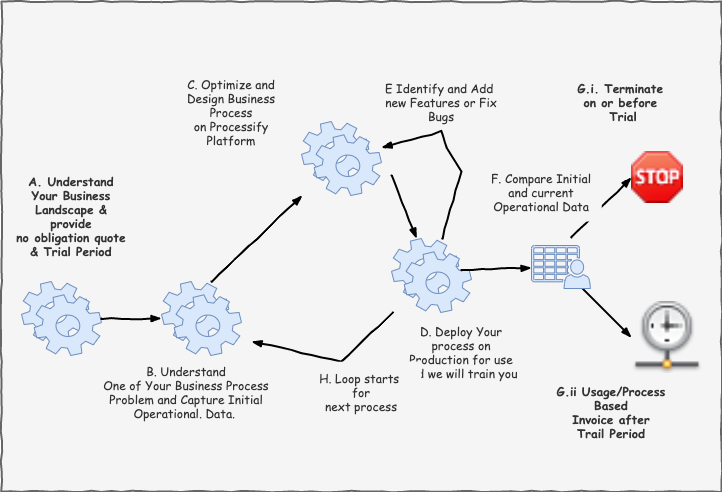 A. Understand
Your Business
Landscape &
provide
no obligation quote
& Trial Period
B. Understand
One of Your Business Process
Problem and Capture Initial
Operational. Data.
C. Optimize and
Design Business
Process
on Processify
Platform
D. Deploy Your
process on
Production for use
we will train you
E Identify and Add
new Features or Fix
Bugs
F. Compare Initial
and current
Operational Data
G.i. Terminate
on or before
Trial
STOP
G.ii Usage/Process
Based
Invoice after
Trail Period
H. Loop starts
for
next process